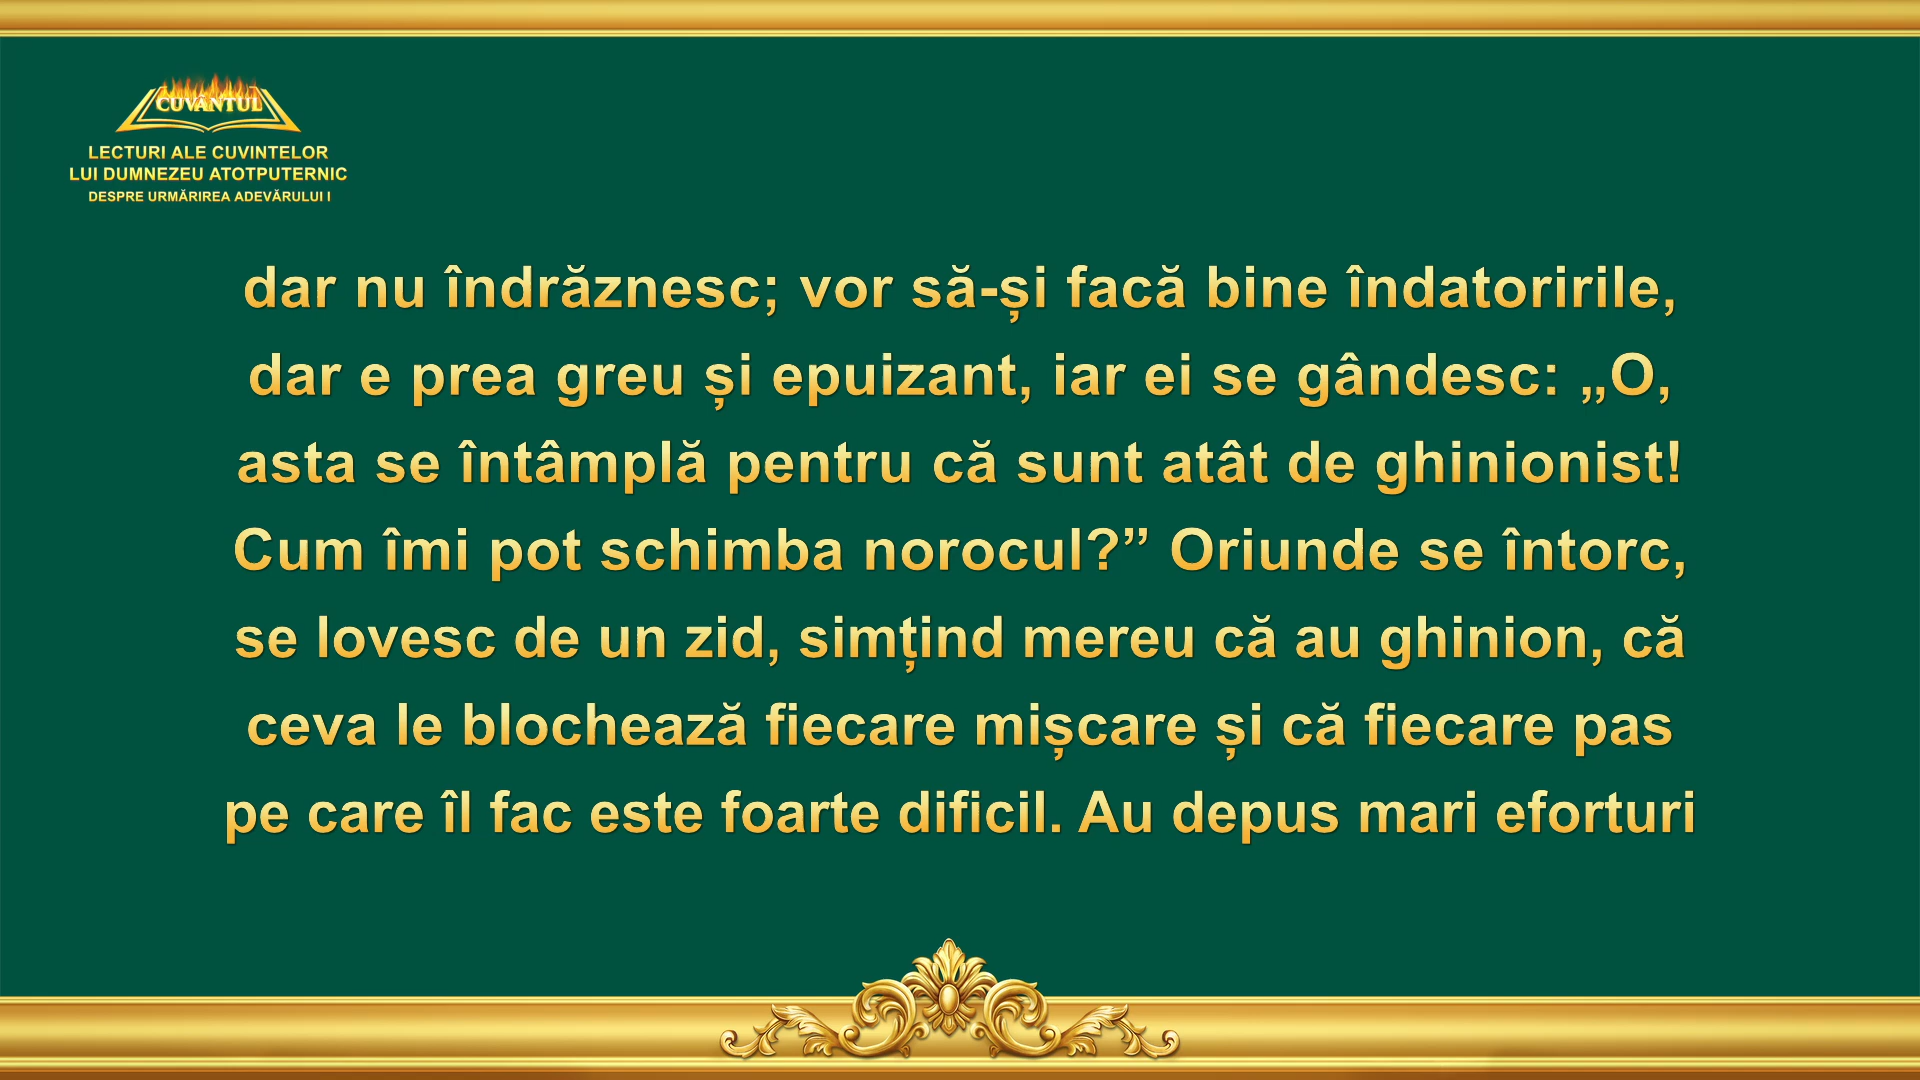 CUVÂNTUL
LECTURI ALE CUVINTELOR
LUI DUMNEZEU ATOTPUTERNIC
DESPRE URMĂRIREA ADEVĂRULUI I
dar nu îndrăznesc; vor să-și facă bine îndatoririle,
dar e prea greu și epuizant, iar ei se gândesc: „O,
asta se întâmplă pentru că sunt atât de ghinionist!
Cum îmi pot schimba norocul?” Oriunde se întorc,
se lovesc de un zid, simțind mereu că au ghinion, că
ceva le blochează fiecare mișcare și că fiecare pas
pe care îl fac este foarte dificil. Au depus mari eforturi